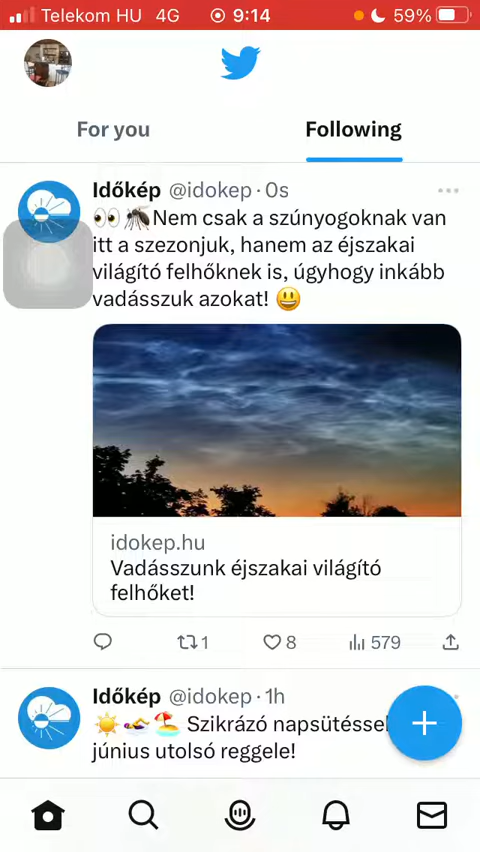 Telekom HU 4G 9:14 59%
For you Following
Időkép @idokep · 0s
👀 🦟Nem csak a szúnyogoknak van
itt a szezonjuk, hanem az éjszakai
világító felhőknek is, úgyhogy inkább
vadásszuk azokat! 😃
idokep.hu
Vadásszunk éjszakai világító
felhőket!
1 8 579
Időkép @idokep · 1h
☀️ 🏊 🏖️ Szikrázó napsütéssel
június utolsó reggele!